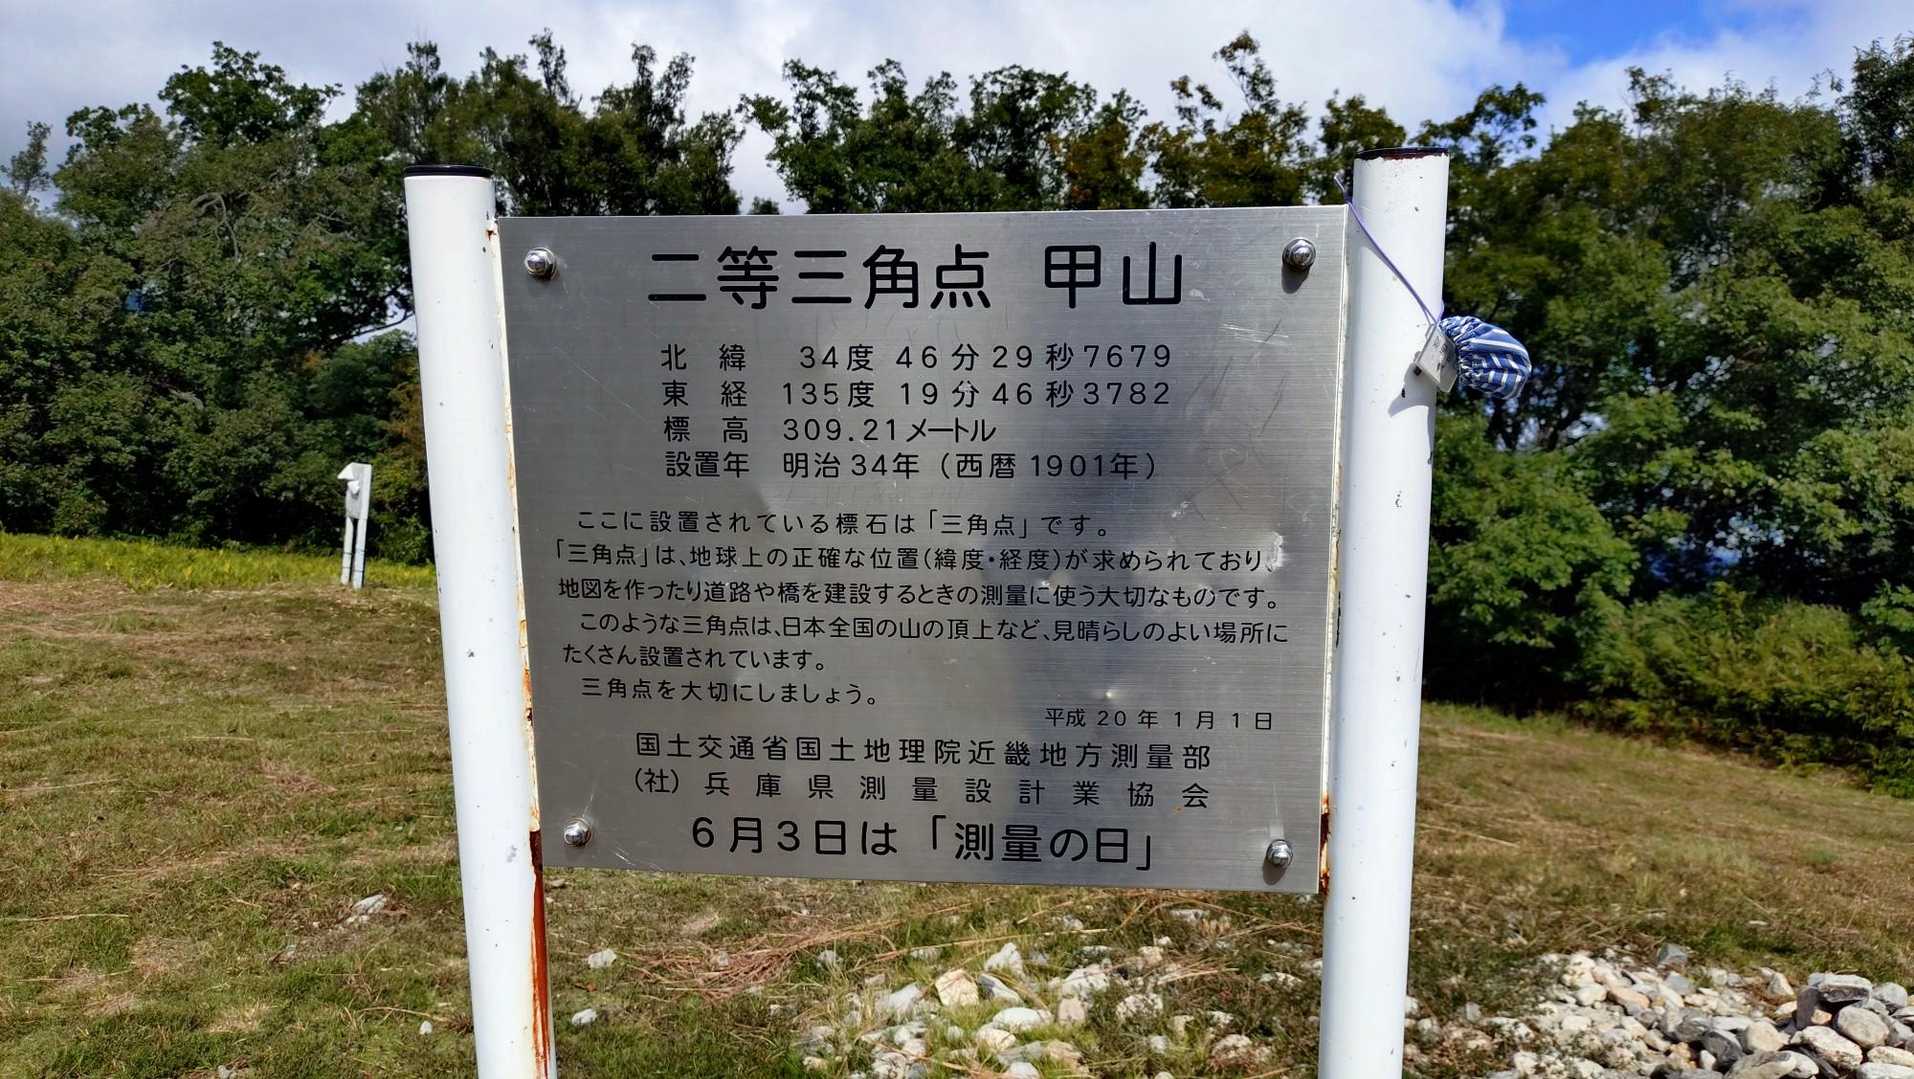 二等三角点 甲山
北緯 34度 46分 29秒7679
東経 135度 19分 46秒3782
標高 309.21メートル
設置年 明治34年（西暦1901年）
ここに設置されている標石は「三角点」です。
「三角点」は、地球上の正確な位置(緯度・経度)が求められており、
地図を作ったり道路や橋を建設するときの測量に使う大切なものです。
このような三角点は、日本全国の山の頂上など、見晴らしのよい場所に
たくさん設置されています。
三角点を大切にしましょう。
平成20年1月1日
国土交通省国土地理院近畿地方測量部
(社)兵庫県測量設計業協会
6月3日は「測量の日」